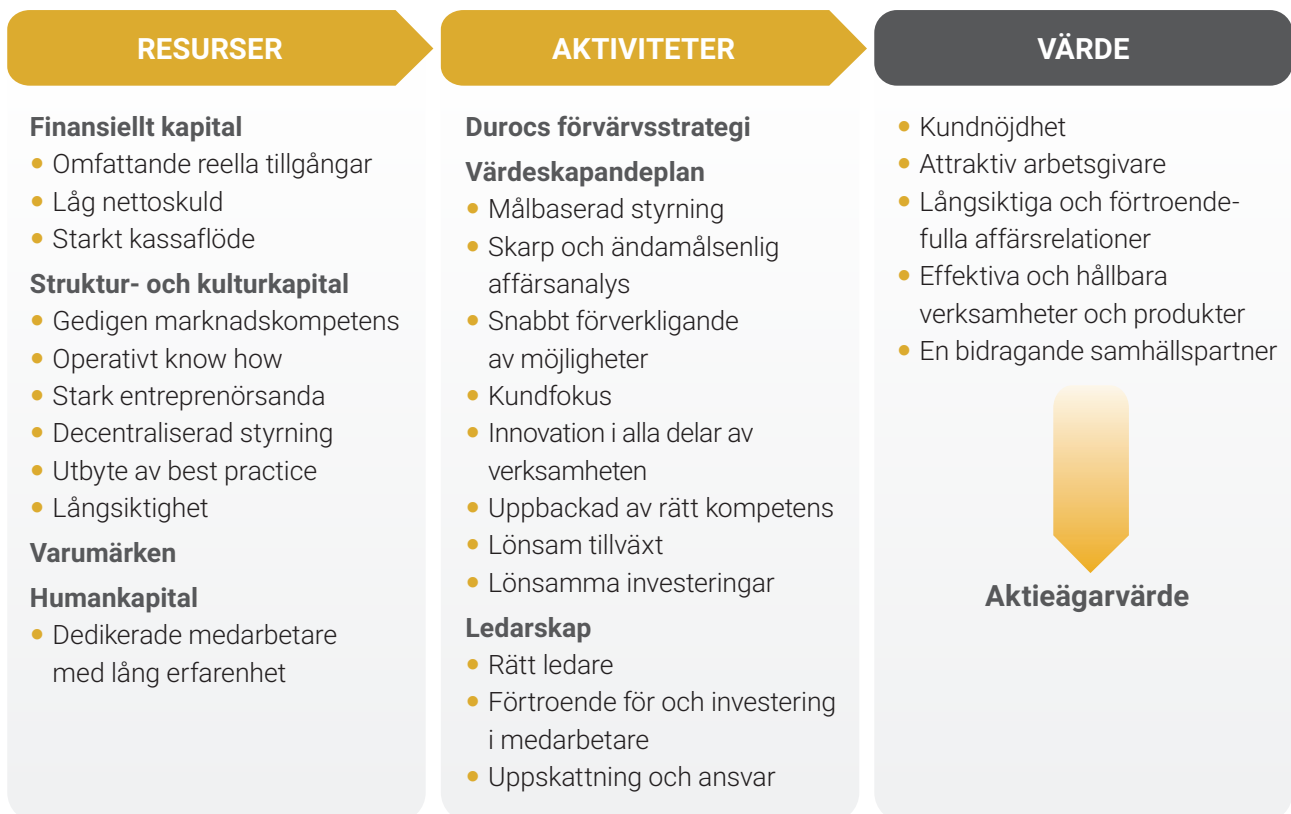 RESURSER
Finansiellt kapital
• Omfattande reella tillgångar
• Låg nettoskuld
• Starkt kassaflöde
Struktur- och kulturkapital
• Gedigen marknadskompetens
• Operativt know how
• Stark entreprenörsanda
• Decentraliserad styrning
• Utbyte av best practice
• Långsiktighet
Varumärken
Humankapital
• Dedikerade medarbetare
med lång erfarenhet
AKTIVITETER
Durocs förvärvsstrategi
Värdeskapandeplan
• Målbaserad styrning
• Skarp och ändamålsenlig
affärsanalys
• Snabbt förverkligande
av möjligheter
• Kundfokus
• Innovation i alla delar av
verksamheten
• Uppbackad av rätt kompetens
• Lönsam tillväxt
• Lönsamma investeringar
Ledarskap
• Rätt ledare
• Förtroende för och investering
i medarbetare
• Uppskattning och ansvar
VÄRDE
• Kundnöjdhet
• Attraktiv arbetsgivare
• Långsiktiga och förtroende-
fulla affärsrelationer
• Effektiva och hållbara
verksamheter och produkter
• En bidragande samhällspartner
Aktieägarvärde